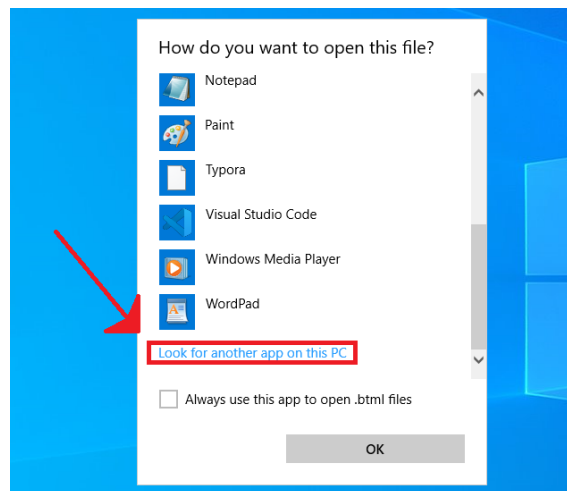 How do you want to open this file?
Notepad
Paint
Typora
Visual Studio Code
Windows Media Player
WordPad
Look for another app on this PC
Always use this app to open .btml files
OK